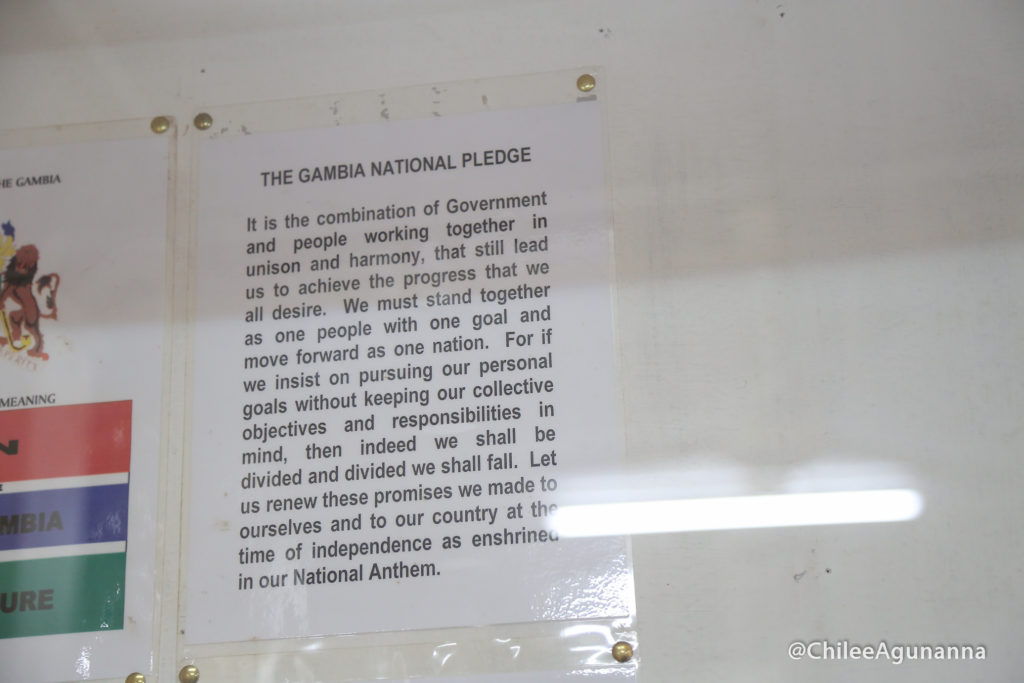 HE GAMBIA
PERITY
MEANING
N
MBIA
URE
THE GAMBIA NATIONAL PLEDGE
It is the combination of Government
and people working together in
unison and harmony, that still lead
us to achieve the progress that we
all desire. We must stand together
as one people with one goal and
move forward as one nation. For if
we insist on pursuing our personal
goals without keeping our collective
objectives and responsibilities in
mind, then indeed we shall be
divided and divided we shall fall. Let
us renew these promises we made to
ourselves and to our country at the
time of independence as enshrined
in our National Anthem.
@ChileeAgunanna